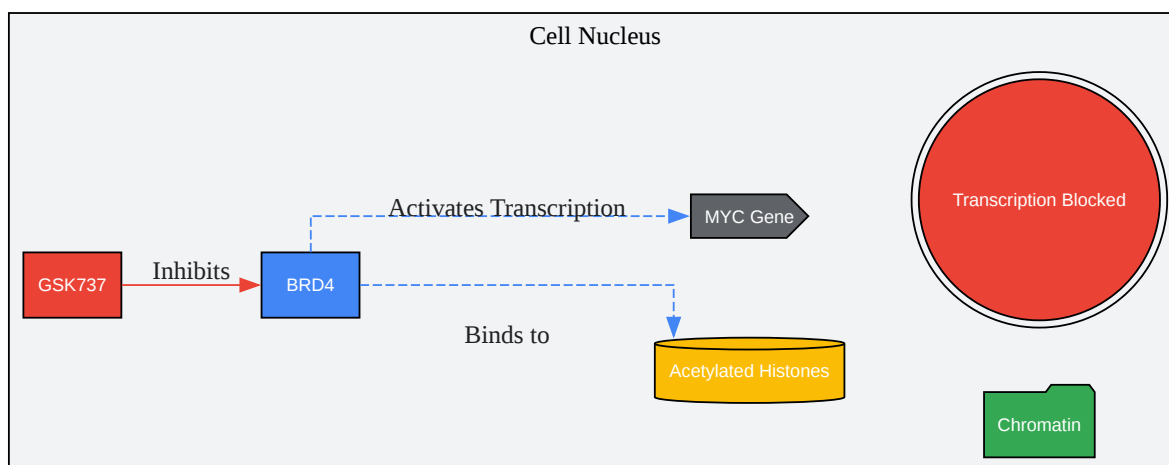 Cell Nucleus
Transcription Blocked
Activates Transcription
MYC Gene
Inhibits
GSK737
BRD4
Binds to
Acetylated Histones
Chromatin